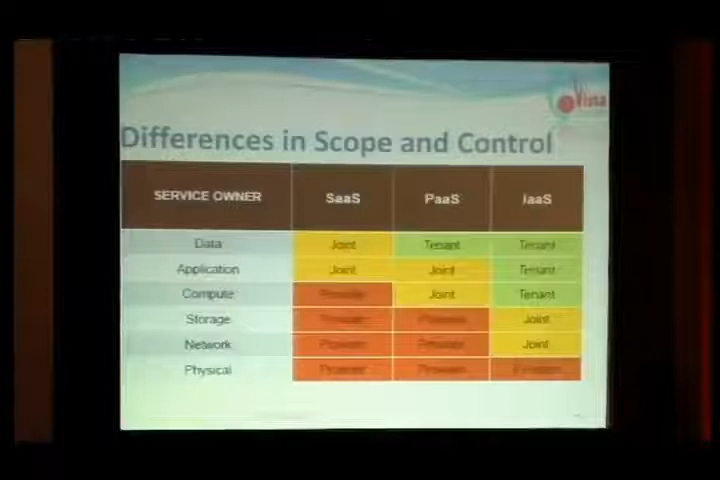 Vista
Differences in Scope and Control
SERVICE OWNER SaaS PaaS IaaS
Data Joint Tenant Tenant
Application Joint Joint Tenant
Compute Provider Joint Tenant
Storage Provider Provider Joint
Network Provider Provider Joint
Physical Provider Provider Provider